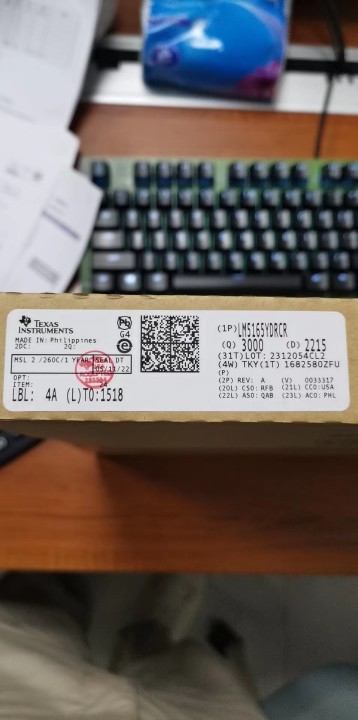 TEXAS
INSTRUMENTS
MADE IN: Philippines
2DC: 2Q:
MSL 2 /260C/1 YEAR SEAL DT
05/13/22
OPT:
ITEM:
LBL: 4A (L)TO:1518
Pb
G4
e
(1P)LM5165YDRCR
(Q) 3000 (D) 2215
(31T)LOT: 2312054CL2
(4W) TKY(1T) 1682580ZFU
(P)
(2P) REV: A (V) 0033317
(20L) CSO: RFB (21L) CCO:USA
(22L) ASO: QAB (23L) ACO: PHL